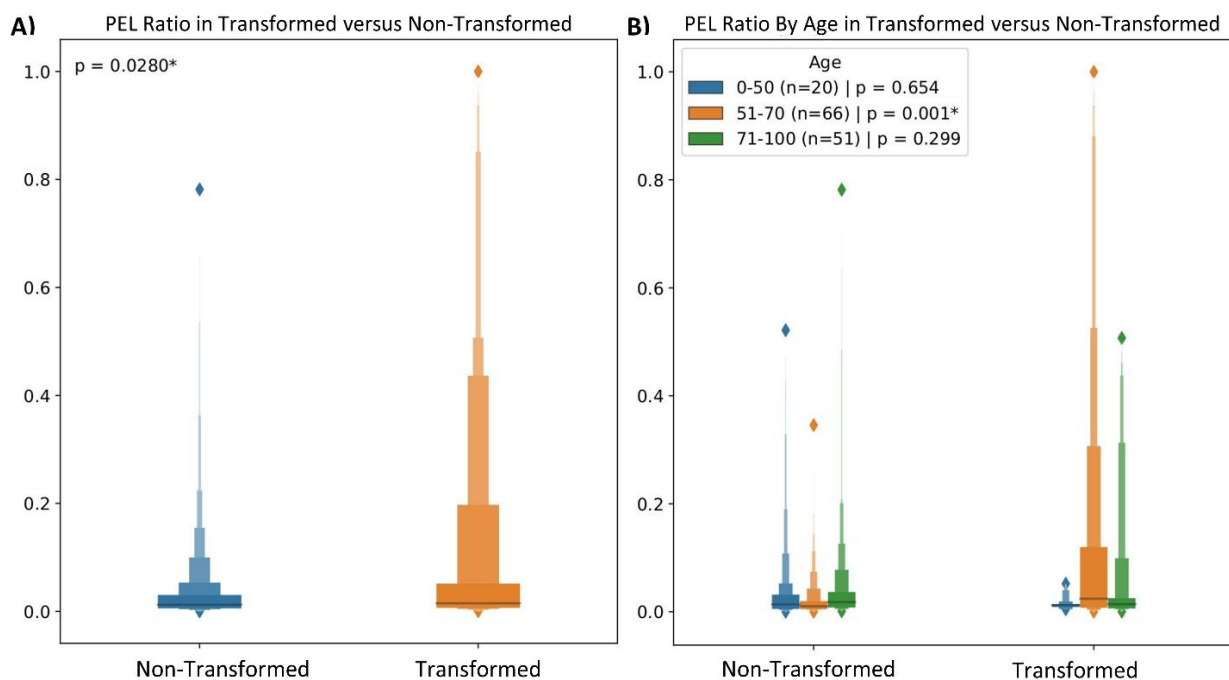 A)
PEL Ratio in Transformed versus Non-Transformed
p = 0.0280*
1.0
0.8
0.6
0.4
0.2
0.0
Non-Transformed
Transformed
B)
PEL Ratio By Age in Transformed versus Non-Transformed
Age
0-50 (n=20) | p = 0.654
51-70 (n=66) | p = 0.001*
71-100 (n=51) | p = 0.299
1.0
0.8
0.6
0.4
0.2
0.0
Non-Transformed
Transformed